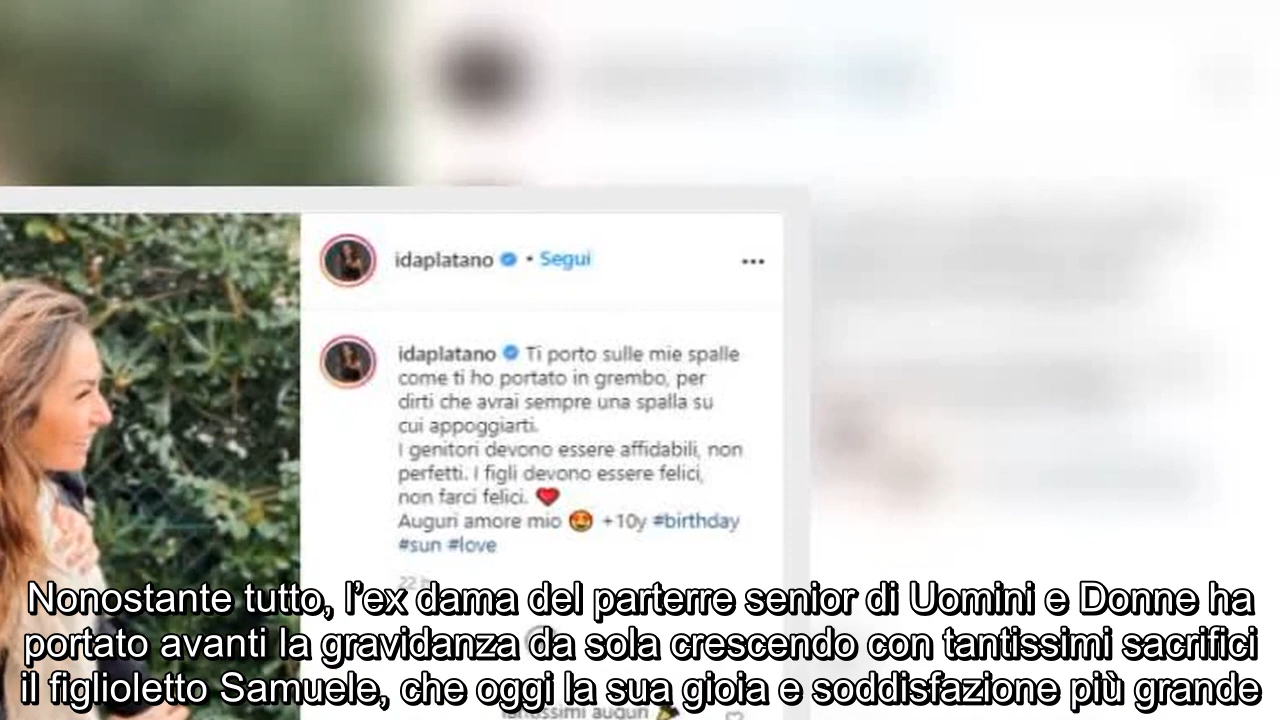 idaplatano • Segui
idaplatano Ti porto sulle mie spalle
come ti ho portato in grembo, per
dirti che avrai sempre una spalla su
cui appoggiarti.
I genitori devono essere affidabili, non
perfetti. I figli devono essere felici,
non farci felici. ❤️
Auguri amore mio 😍 +10y #birthday
#sun #love
22
Nonostante tutto, l'ex dama del parterre senior di Uomini e Donne ha
portato avanti la gravidanza da sola crescendo con tantissimi sacrifici
il figlioletto Samuele, che oggi la sua gioia e soddisfazione più grande
auguri 🎉